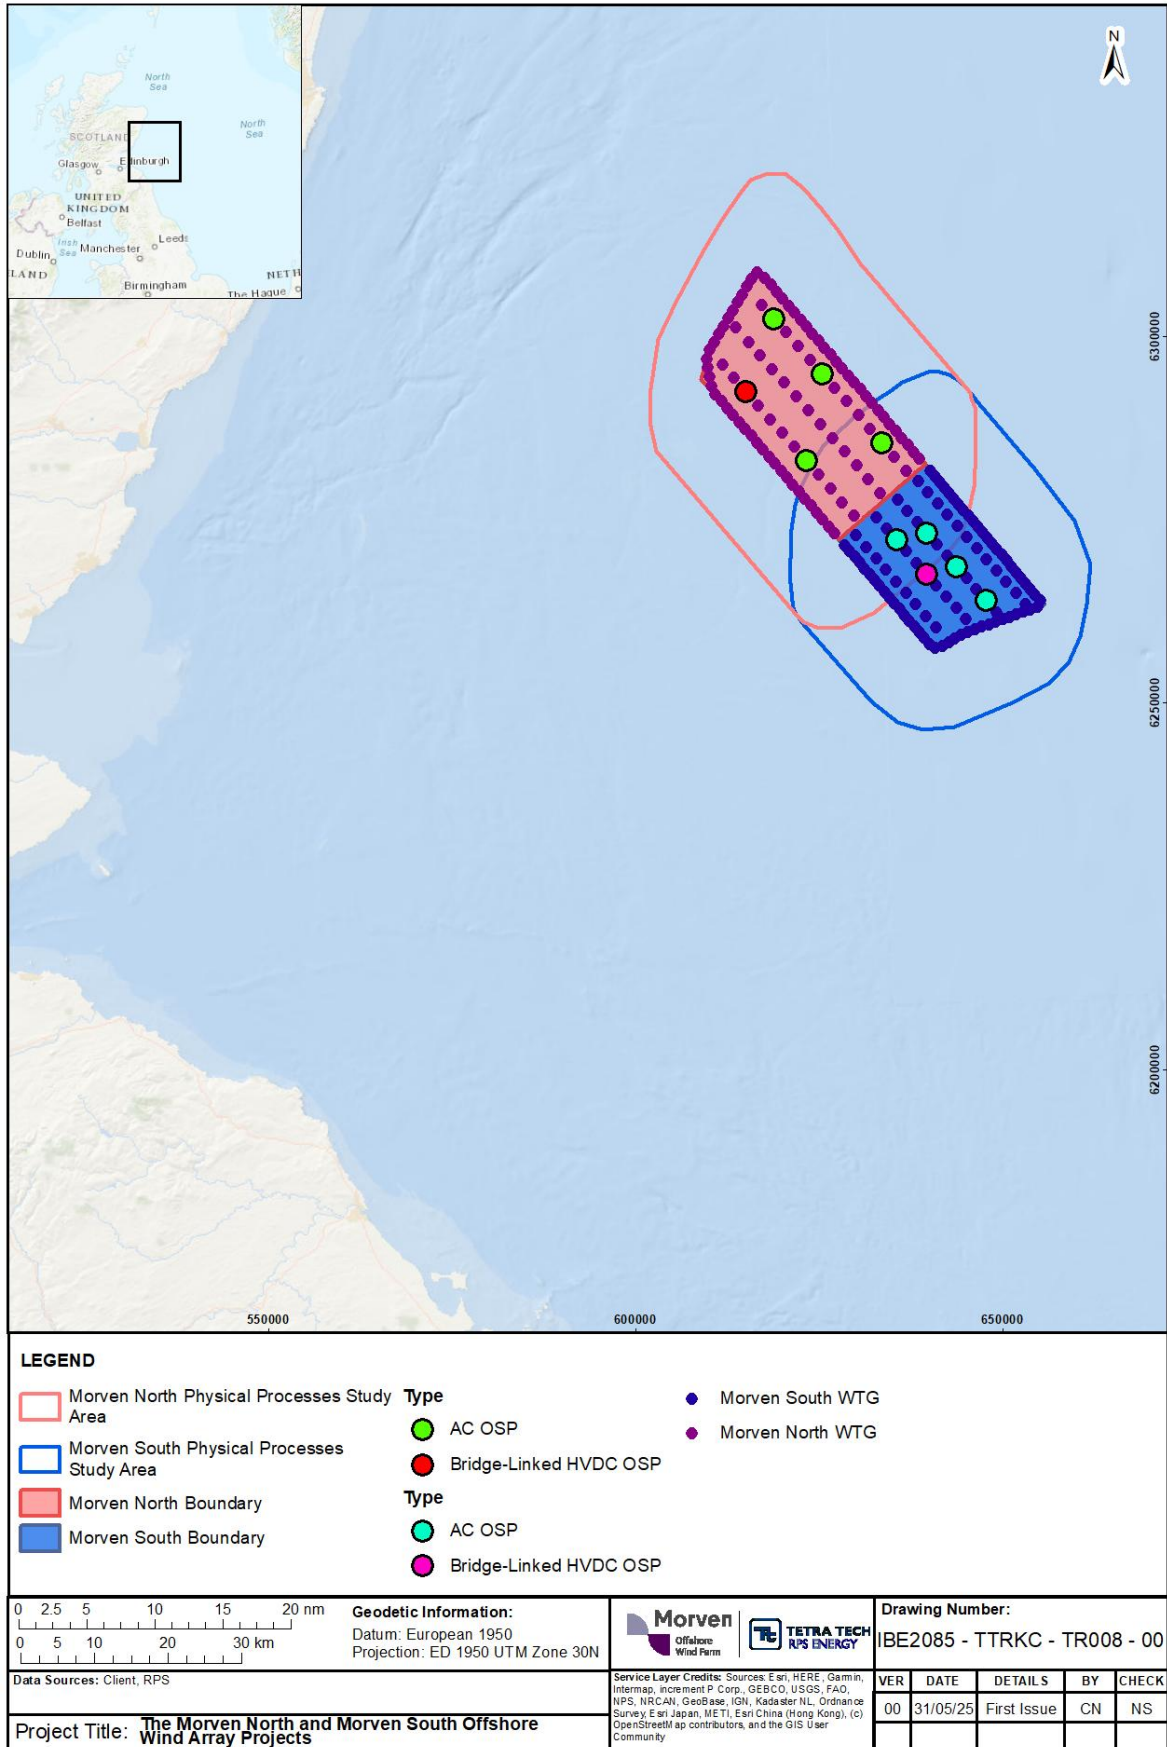 N
North
Sea
North
Sea
SCOTLAND
Glasgow
Edinburgh
UNITED
KINGDOM
Belfast
Irish
Sea
Leeds
Manchester
Dublin
LAND
NETH
Birmingham
The Hague
6300000
6250000
6200000
550000
600000
650000
LEGEND
Morven North Physical Processes Study
Area
Morven South Physical Processes
Study Area
Morven North Boundary
Morven South Boundary
Type
AC OSP
Bridge-Linked HVDC OSP
Type
AC OSP
Bridge-Linked HVDC OSP
Morven South WTG
Morven North WTG
0 2.5 5 10 15 20 nm
0 5 10 20 30 km
Geodetic Information:
Datum: European 1950
Projection: ED 1950 UTM Zone 30N
Morven
Offshore
Wind Farm
TETRA TECH
RPS ENERGY
Drawing Number:
IBE2085 - TTRKC - TR008 - 00
Data Sources: Client, RPS
Service Layer Credits: Sources: Esri, HERE, Garmin,
Intermap, increment P Corp., GEBCO, USGS, FAO,
NPS, NRCAN, GeoBase, IGN, Kadaster NL, Ordnance
Survey, Esri Japan, METI, Esri China (Hong Kong), (c)
OpenStreetMap contributors, and the GIS User
Community
VER DATE DETAILS BY CHECK
00 31/05/25 First Issue CN NS
Project Title: The Morven North and Morven South Offshore
Wind Array Projects